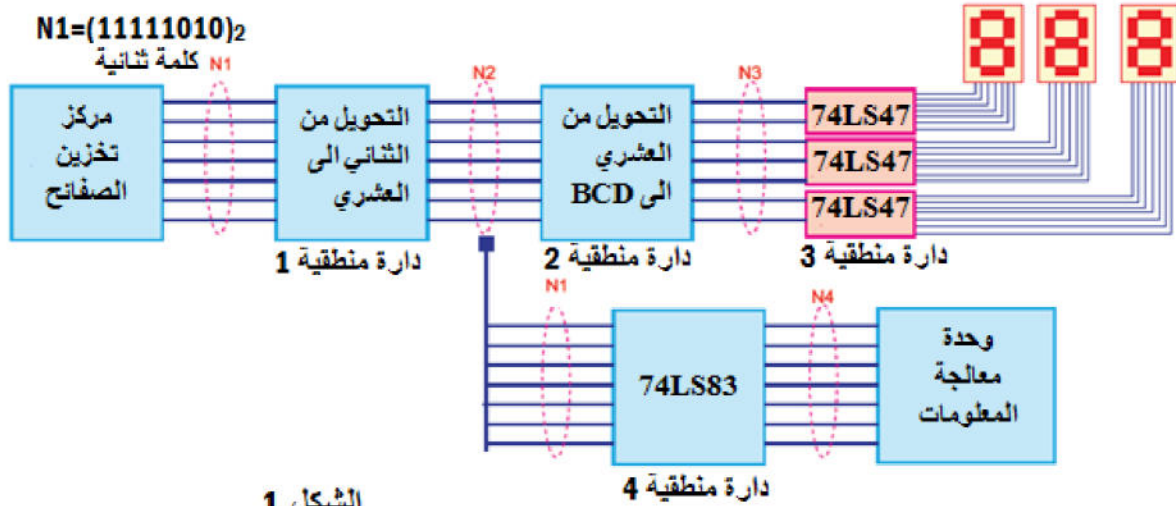 N1=(11111010)2
كلمة ثنائية
N1
N2
N3
مركز
تخزين
الصفائح
التحويل من
الثنائي الى
العشري
التحويل من
العشري
الى BCD
74LS47
74LS47
74LS47
دارة منطقية 1
دارة منطقية 2
دارة منطقية 3
N1
N4
74LS83
وحدة
معالجة
المعلومات
دارة منطقية 4
الشكل 1